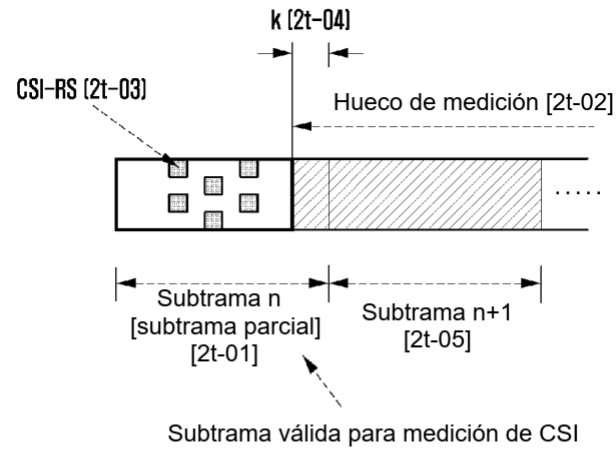 k (2t-04)
CSI-RS (2t-03)
Hueco de medición [2t-02]
.....
Subtrama n
[subtrama parcial]
[2t-01]
Subtrama n+1
[2t-05]
Subtrama válida para medición de CSI